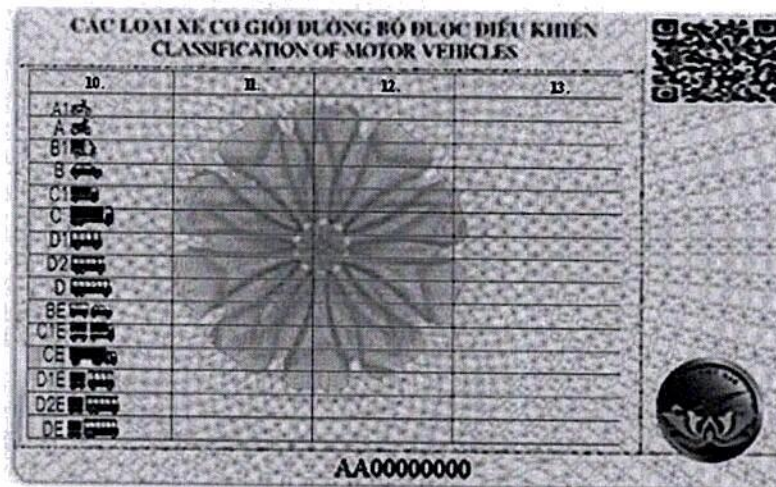 CÁC LOẠI XE CƠ GIỚI ĐƯỜNG BỘ ĐƯỢC ĐIỀU KHIỂN
CLASSIFICATION OF MOTOR VEHICLES
10. 11. 12. 13.
A1
A
B1
B
C1
C
D1
D2
D
BE
C1E
CE
D1E
D2E
DE
AA00000000